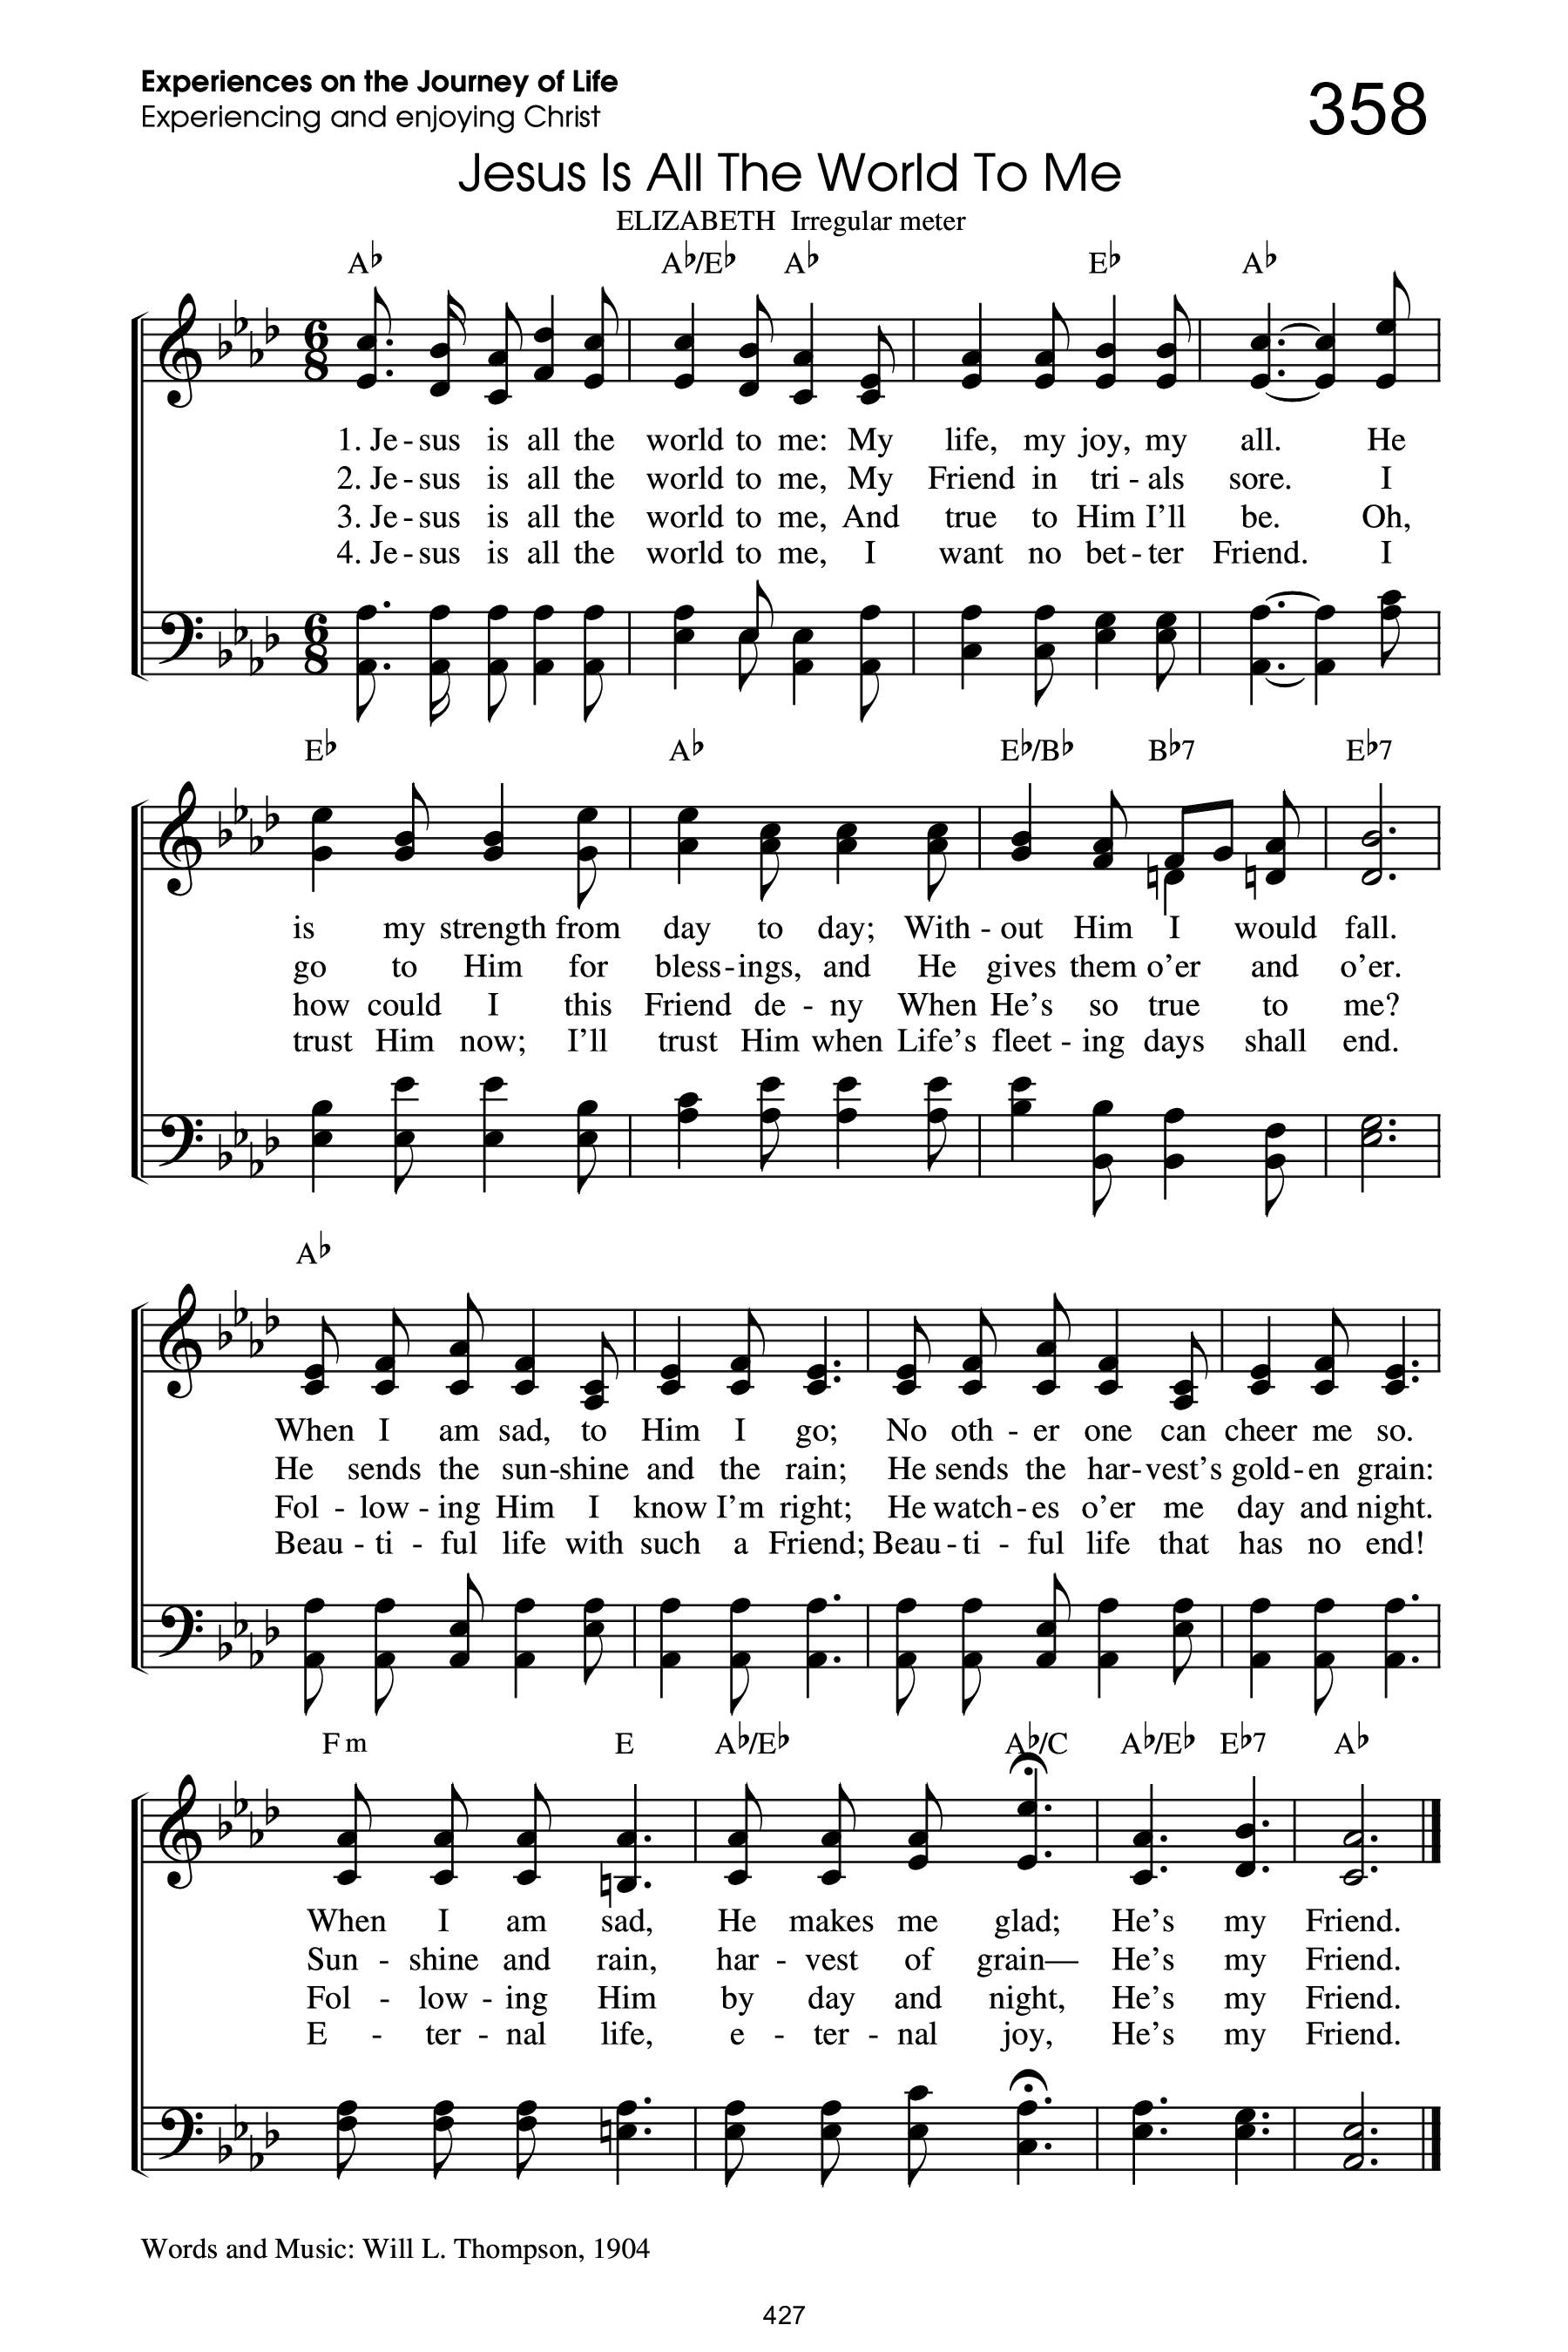 Experiences on the Journey of Life
Experiencing and enjoying Christ
358
Jesus Is All The World To Me
ELIZABETH Irregular meter
A♭ A♭/E♭ A♭ E♭ A♭
6 8
1. Je - sus is all the world to me: My life, my joy, my all. He
2. Je - sus is all the world to me, My Friend in tri - als sore. I
3. Je - sus is all the world to me, And true to Him I'll be. Oh,
4. Je - sus is all the world to me, I want no bet - ter Friend. I
6 8
E♭ A♭ E♭/B♭ B♭7 E♭7
is my strength from day to day; With - out Him I would fall.
go to Him for bless - ings, and He gives them o'er and o'er.
how could I this Friend de - ny When He's so true to me?
trust Him now; I'll trust Him when Life's fleet - ing days shall end.
A♭
When I am sad, to Him I go; No oth - er one can cheer me so.
He sends the sun - shine and the rain; He sends the har - vest's gold - en grain:
Fol - low - ing Him I know I'm right; He watch - es o'er me day and night.
Beau - ti - ful life with such a Friend; Beau - ti - ful life that has no end!
F m E A♭/E♭ A♭/C A♭/E♭ E♭7 A♭
When I am sad, He makes me glad; He's my Friend.
Sun - shine and rain, har - vest of grain— He's my Friend.
Fol - low - ing Him by day and night, He's my Friend.
E - ter - nal life, e - ter - nal joy, He's my Friend.
Words and Music: Will L. Thompson, 1904
427